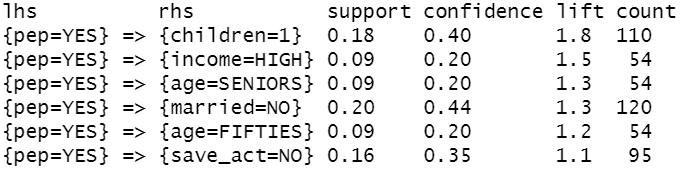 lhs rhs support confidence lift count
{pep=YES} => {children=1} 0.18 0.40 1.8 110
{pep=YES} => {income=HIGH} 0.09 0.20 1.5 54
{pep=YES} => {age=SENIORS} 0.09 0.20 1.3 54
{pep=YES} => {married=NO} 0.20 0.44 1.3 120
{pep=YES} => {age=FIFTIES} 0.09 0.20 1.2 54
{pep=YES} => {save_act=NO} 0.16 0.35 1.1 95